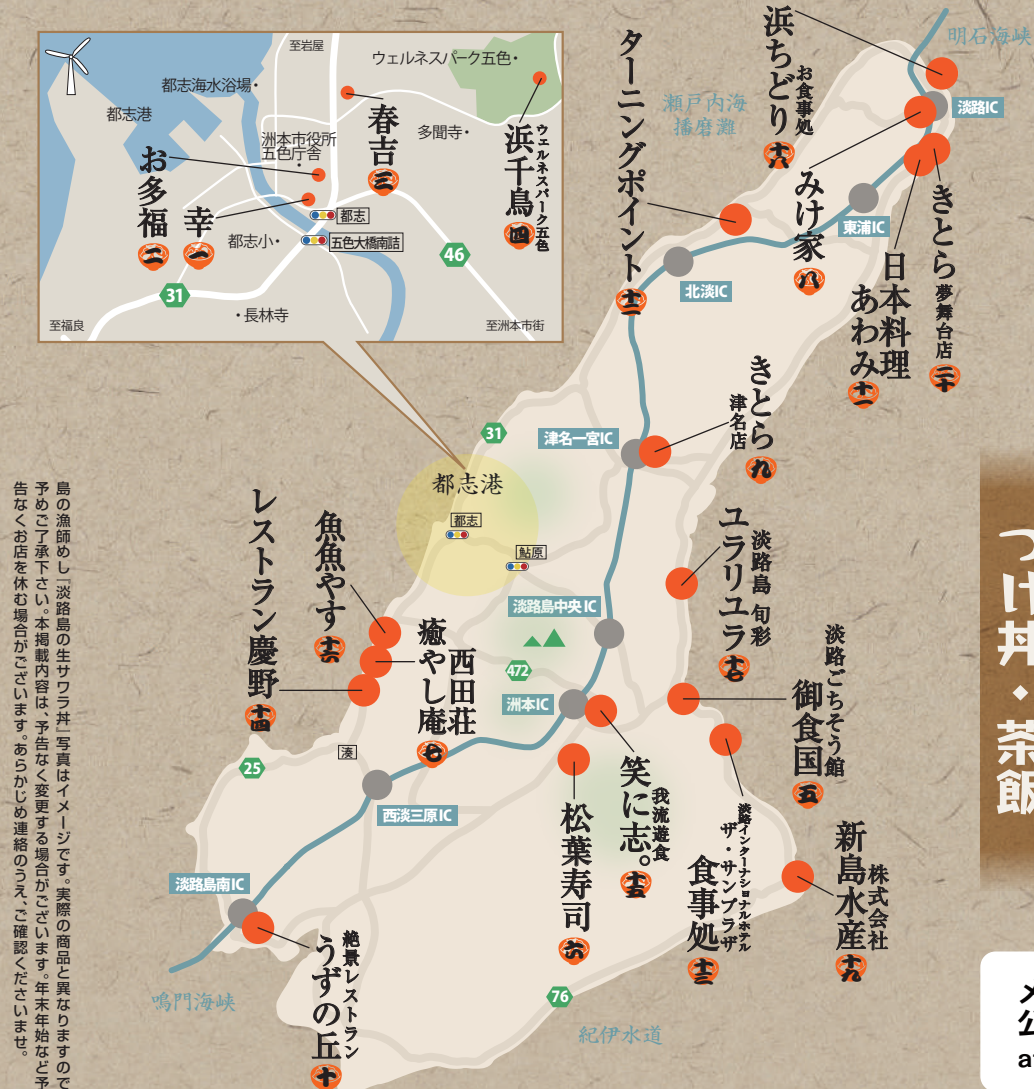 至岩屋
ウェルネスパーク五色・
都志海水浴場・
都志港
洲本市役所
五色庁舎
・
春吉
三
多聞寺・
浜千鳥
ウェルネスパーク五色
四
お多福
二
幸
一
都志
都志小・
五色大橋南詰
46
31
・長林寺
至福良
至洲本市街
ターニングポイント
十二
瀬戸内海
播磨灘
浜ちどり
お食事処
十八
明石海峡
淡路IC
みけ家
八
東浦IC
きとら
夢舞台店
二十
日本料理
あわみ
十一
北淡IC
きとら
津名店
九
津名一宮IC
31
都志港
都志
鮎原
淡路島中央IC
472
洲本IC
淡路島 旬彩
ユラリユラ
十七
淡路ごちそう館
御食国
五
レストラン慶野
十四
魚魚やす
十六
西田荘
癒やし庵
七
湊
25
西淡三原IC
淡路島南IC
我流遊食
笑に志。
十五
松葉寿司
六
淡路インターナショナルホテル
ザ・サンプラザ
食事処
十三
株式会社
新島水産
十九
絶景レストラン
うずの丘
十
76
鳴門海峡
紀伊水道
島の漁師めし「淡路島の生サワラ丼」写真はイメージです。実際の商品と異なりますので
予めご了承下さい。本掲載内容は、予告なく変更する場合がございます。年末年始など予
告なくお店を休む場合がございます。あらかじめ連絡のうえ、ご確認くださいませ。
つけ丼・茶飯
メ
公
a